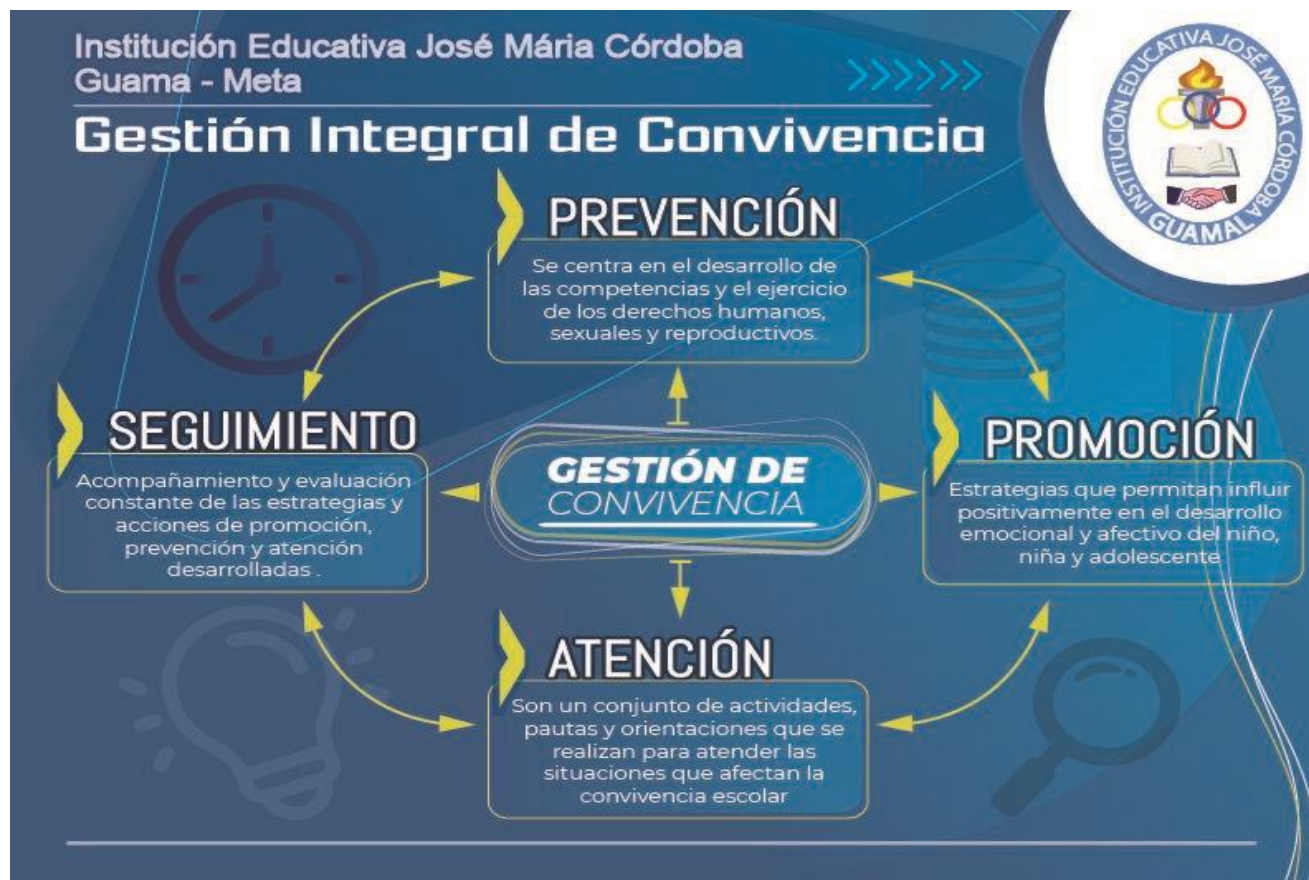 Institución Educativa José Mária Córdoba
Guama - Meta
Gestión Integral de Convivencia
INSTITUCIÓN EDUCATIVA JOSÉ MARÍA CÓRDOBA
GUAMAL
PREVENCIÓN
Se centra en el desarrollo de
las competencias y el ejercicio
de los derechos humanos,
sexuales y reproductivos.
SEGUIMIENTO
Acompañamiento y evaluación
constante de las estrategias y
acciones de promoción,
prevención y atención
desarrolladas .
GESTIÓN DE
CONVIVENCIA
PROMOCIÓN
Estrategias que permitan influir
positivamente en el desarrollo
emocional y afectivo del niño,
niña y adolescente
ATENCIÓN
Son un conjunto de actividades,
pautas y orientaciones que se
realizan para atender las
situaciones que afectan la
convivencia escolar